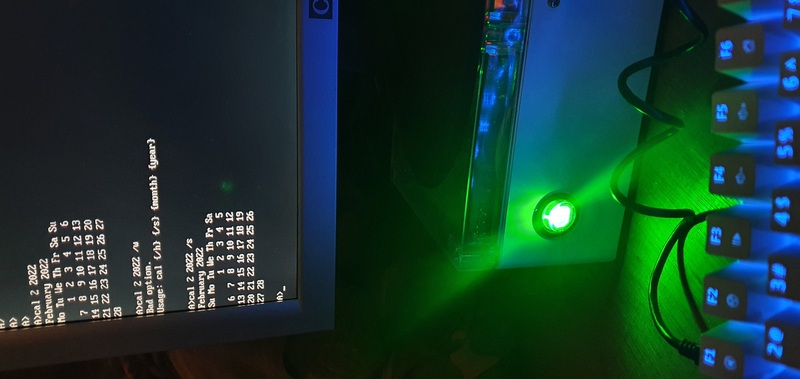 A>
A>
A>
A>cal 2 2022
February 2022
Mo Tu We Th Fr Sa Su
1 2 3 4 5 6
7 8 9 10 11 12 13
14 15 16 17 18 19 20
21 22 23 24 25 26 27
28
A>cal 2 2022 /w
Bad option.
Usage: cal {/h} {/s} {month} {year}
A>cal 2 2022 /s
February 2022
Su Mo Tu We Th Fr Sa
1 2 3 4 5
6 7 8 9 10 11 12
13 14 15 16 17 18 19
20 21 22 23 24 25 26
27 28
A>_
C
F1 F2 F3 F4 F5 F6
2@ 3# 4$ 5% 6^ 7